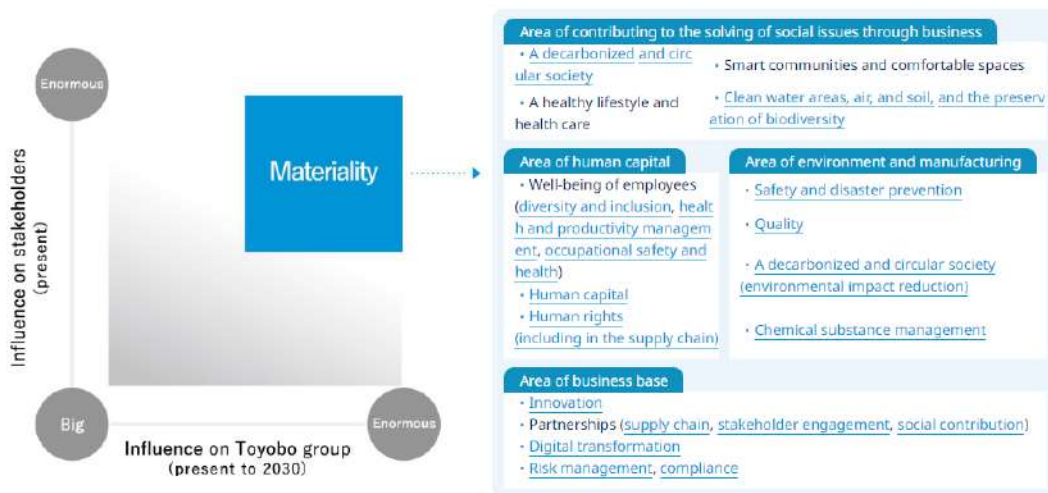 Enormous
Influence on stakeholders
(present)
Materiality
Big
Enormous
Influence on Toyobo group
(present to 2030)
Area of contributing to the solving of social issues through business
・A decarbonized and circ
ular society
・A healthy lifestyle and
health care
・Smart communities and comfortable spaces
・Clean water areas, air, and soil, and the preserv
ation of biodiversity
Area of human capital
・Well-being of employees
(diversity and inclusion, healt
h and productivity managem
ent, occupational safety and
health)
・Human capital
・Human rights
(including in the supply chain)
Area of environment and manufacturing
・Safety and disaster prevention
・Quality
・A decarbonized and circular society
(environmental impact reduction)
・Chemical substance management
Area of business base
・Innovation
・Partnerships (supply chain, stakeholder engagement, social contribution)
・Digital transformation
・Risk management, compliance